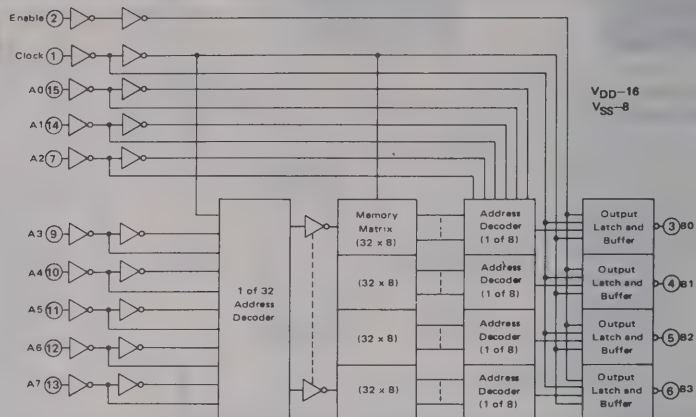 Enable 2
Clock 1
A0 15
A1 14
A2 7
VDD–16
VSS–8
A3 9
A4 10
A5 11
A6 12
A7 13
1 of 32
Address
Decoder
Memory
Matrix
(32 x 8)
(32 x 8)
(32 x 8)
(32 x 8)
Address
Decoder
(1 of 8)
Address
Decoder
(1 of 8)
Address
Decoder
(1 of 8)
Address
Decoder
(1 of 8)
Output
Latch and
Buffer
3 B0
Output
Latch and
Buffer
4 B1
Output
Latch and
Buffer
5 B2
Output
Latch and
Buffer
6 B3